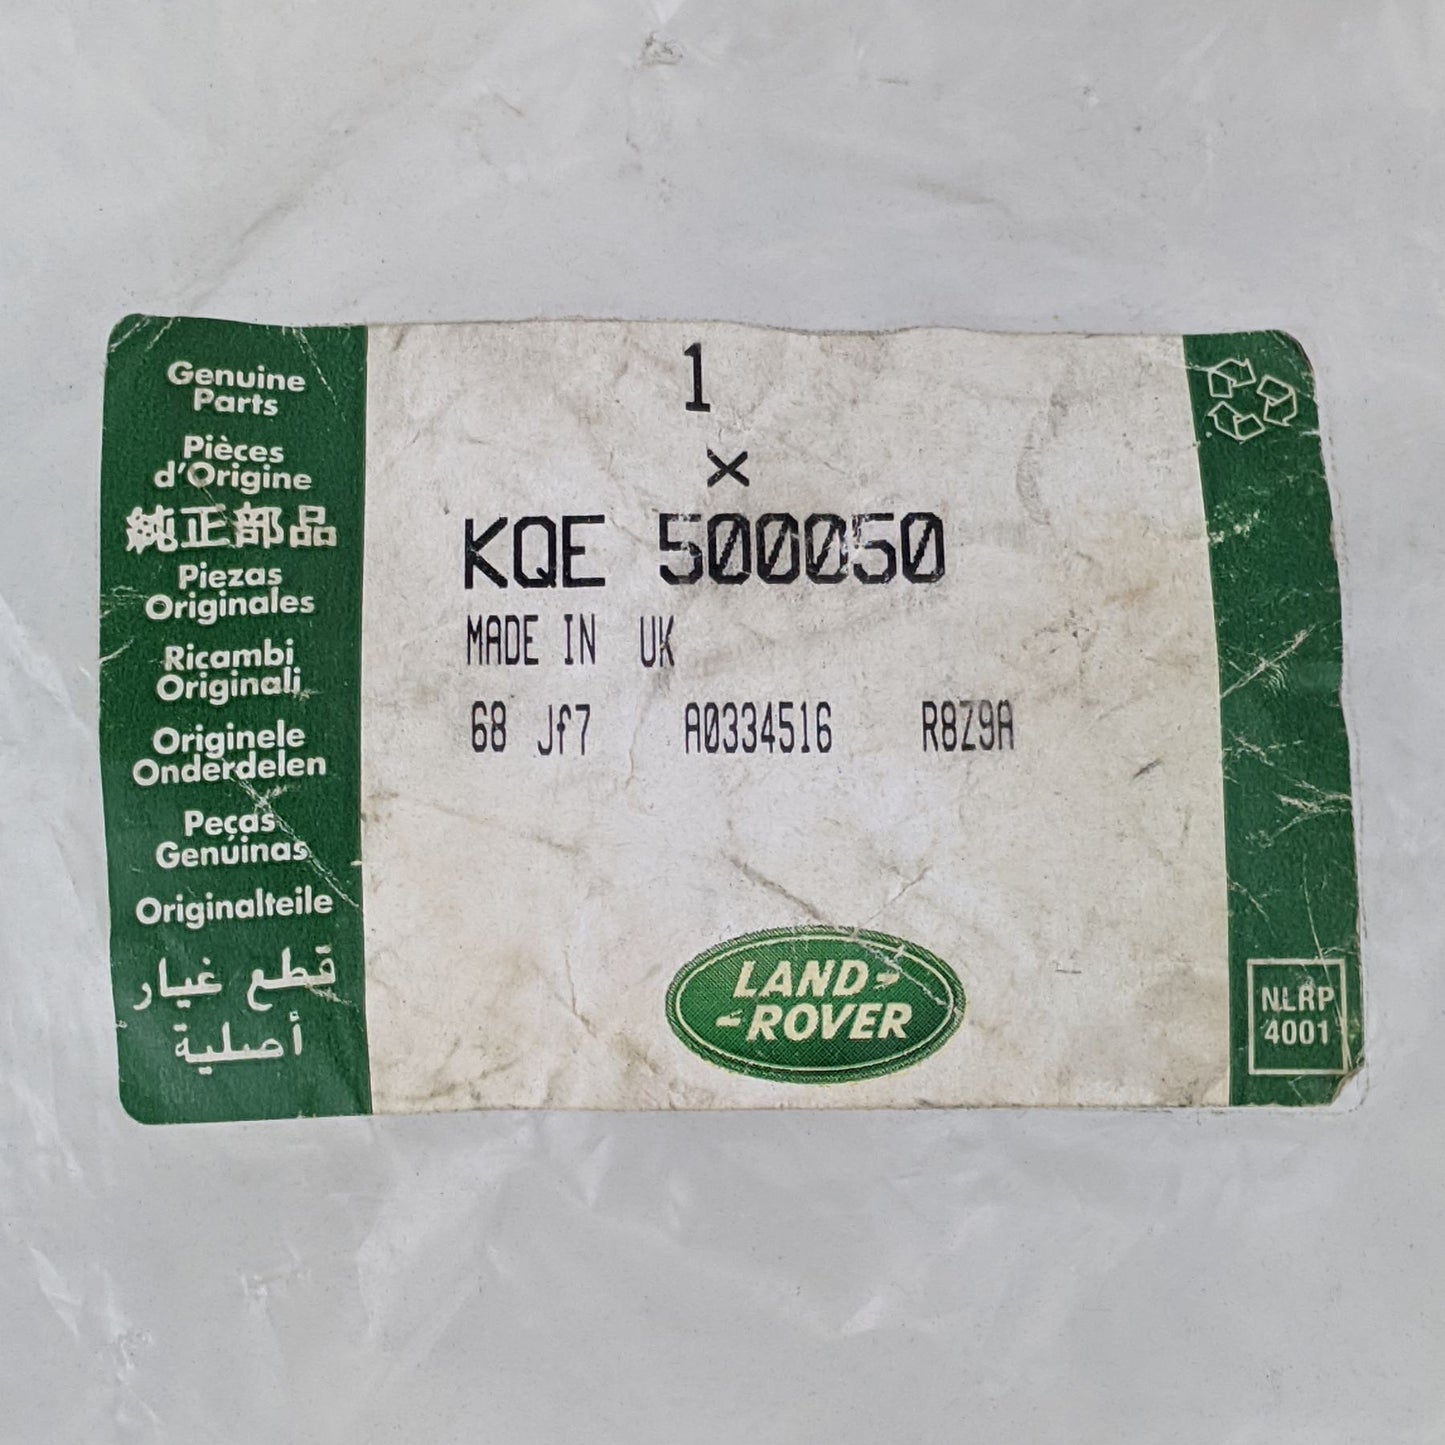 Genuine
Parts
Pièces
d'Origine
純正部品
Piezas
Originales
Ricambi
Originali
Originele
Onderdelen
Peças
Genuinas
Originalteile
قطع غيار
أصلية
1
×
KQE 500050
MADE IN UK
68 Jf7 A0334516 R8Z9A
LAND-
-ROVER
NLRP
4001